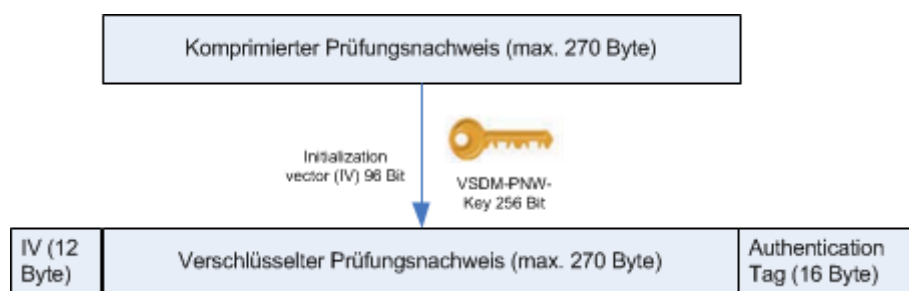 Komprimierter Prüfungsnachweis (max. 270 Byte)
Initialization
vector (IV) 96 Bit
VSDM-PNW-
Key 256 Bit
IV (12
Byte)
Verschlüsselter Prüfungsnachweis (max. 270 Byte)
Authentication
Tag (16 Byte)